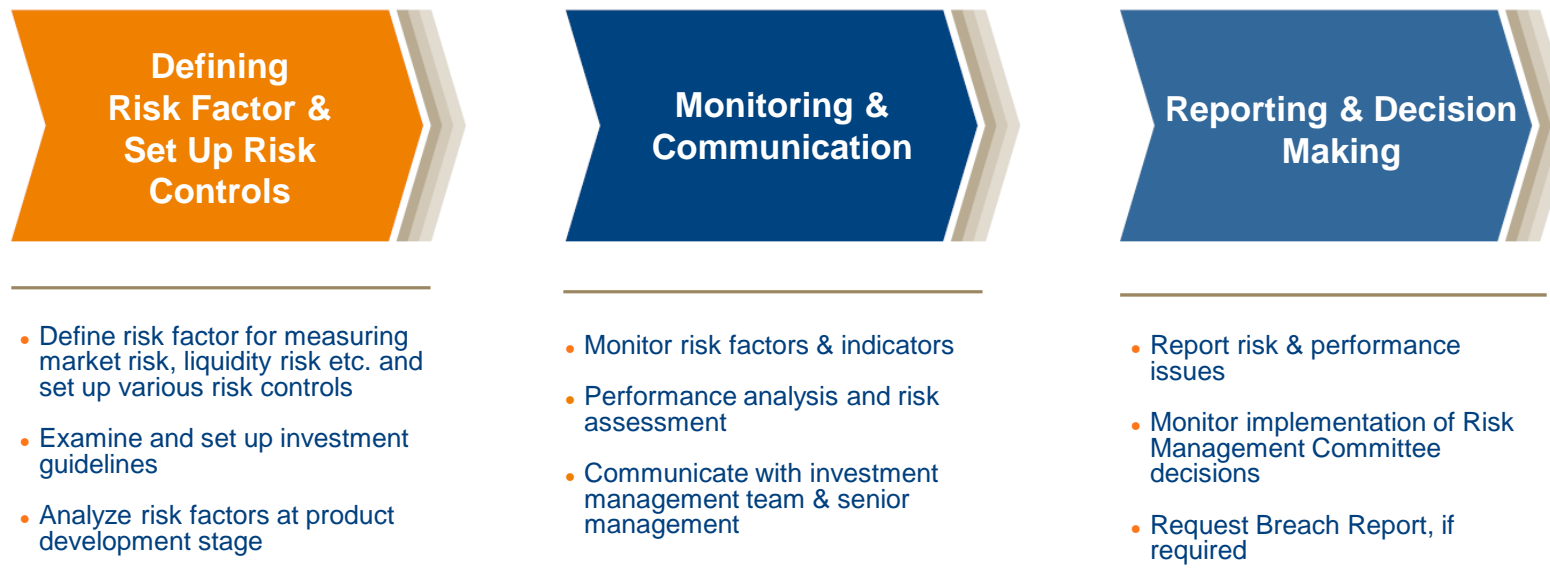 Defining
Risk Factor &
Set Up Risk
Controls
• Define risk factor for measuring
market risk, liquidity risk etc. and
set up various risk controls
• Examine and set up investment
guidelines
• Analyze risk factors at product
development stage
Monitoring &
Communication
• Monitor risk factors & indicators
• Performance analysis and risk
assessment
• Communicate with investment
management team & senior
management
Reporting & Decision
Making
• Report risk & performance
issues
• Monitor implementation of Risk
Management Committee
decisions
• Request Breach Report, if
required